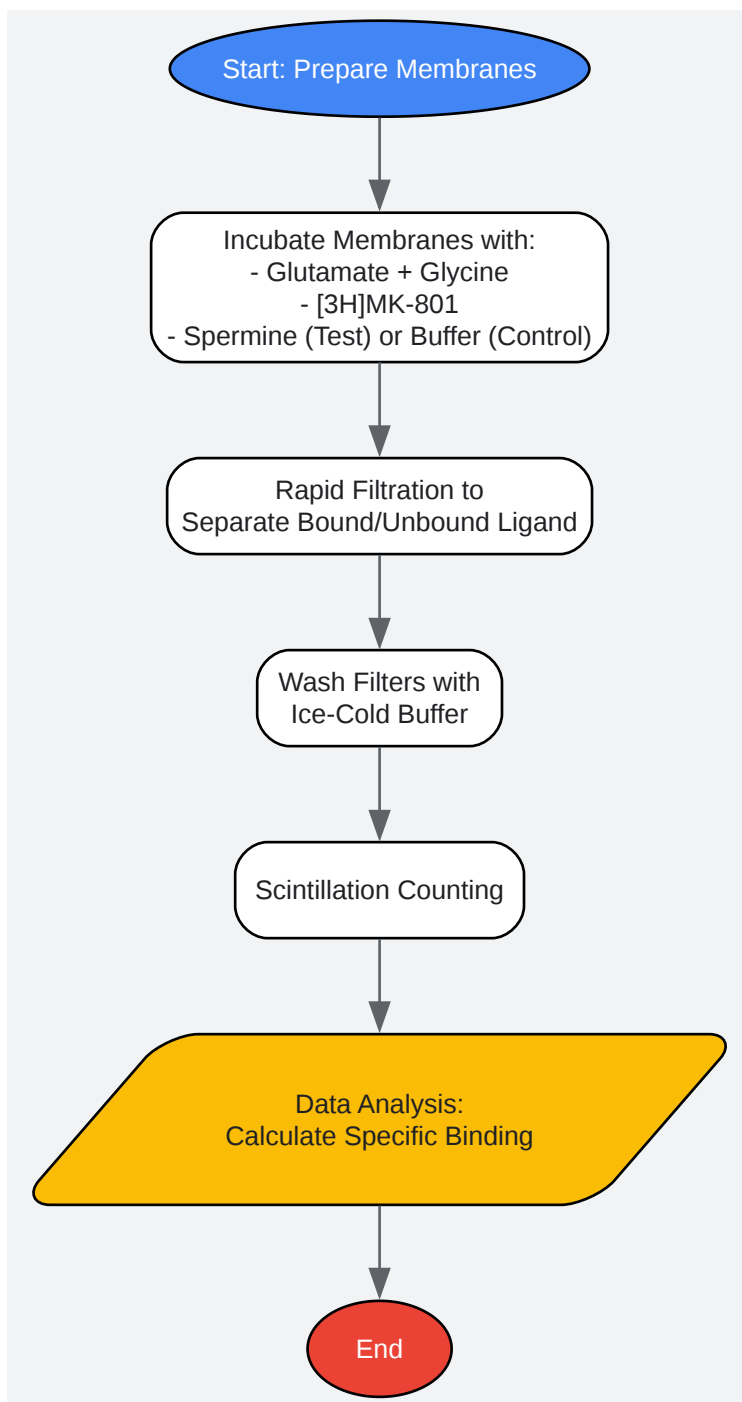 Start: Prepare Membranes
Incubate Membranes with:
- Glutamate + Glycine
- [3H]MK-801
- Spermine (Test) or Buffer (Control)
Rapid Filtration to
Separate Bound/Unbound Ligand
Wash Filters with
Ice-Cold Buffer
Scintillation Counting
Data Analysis:
Calculate Specific Binding
End